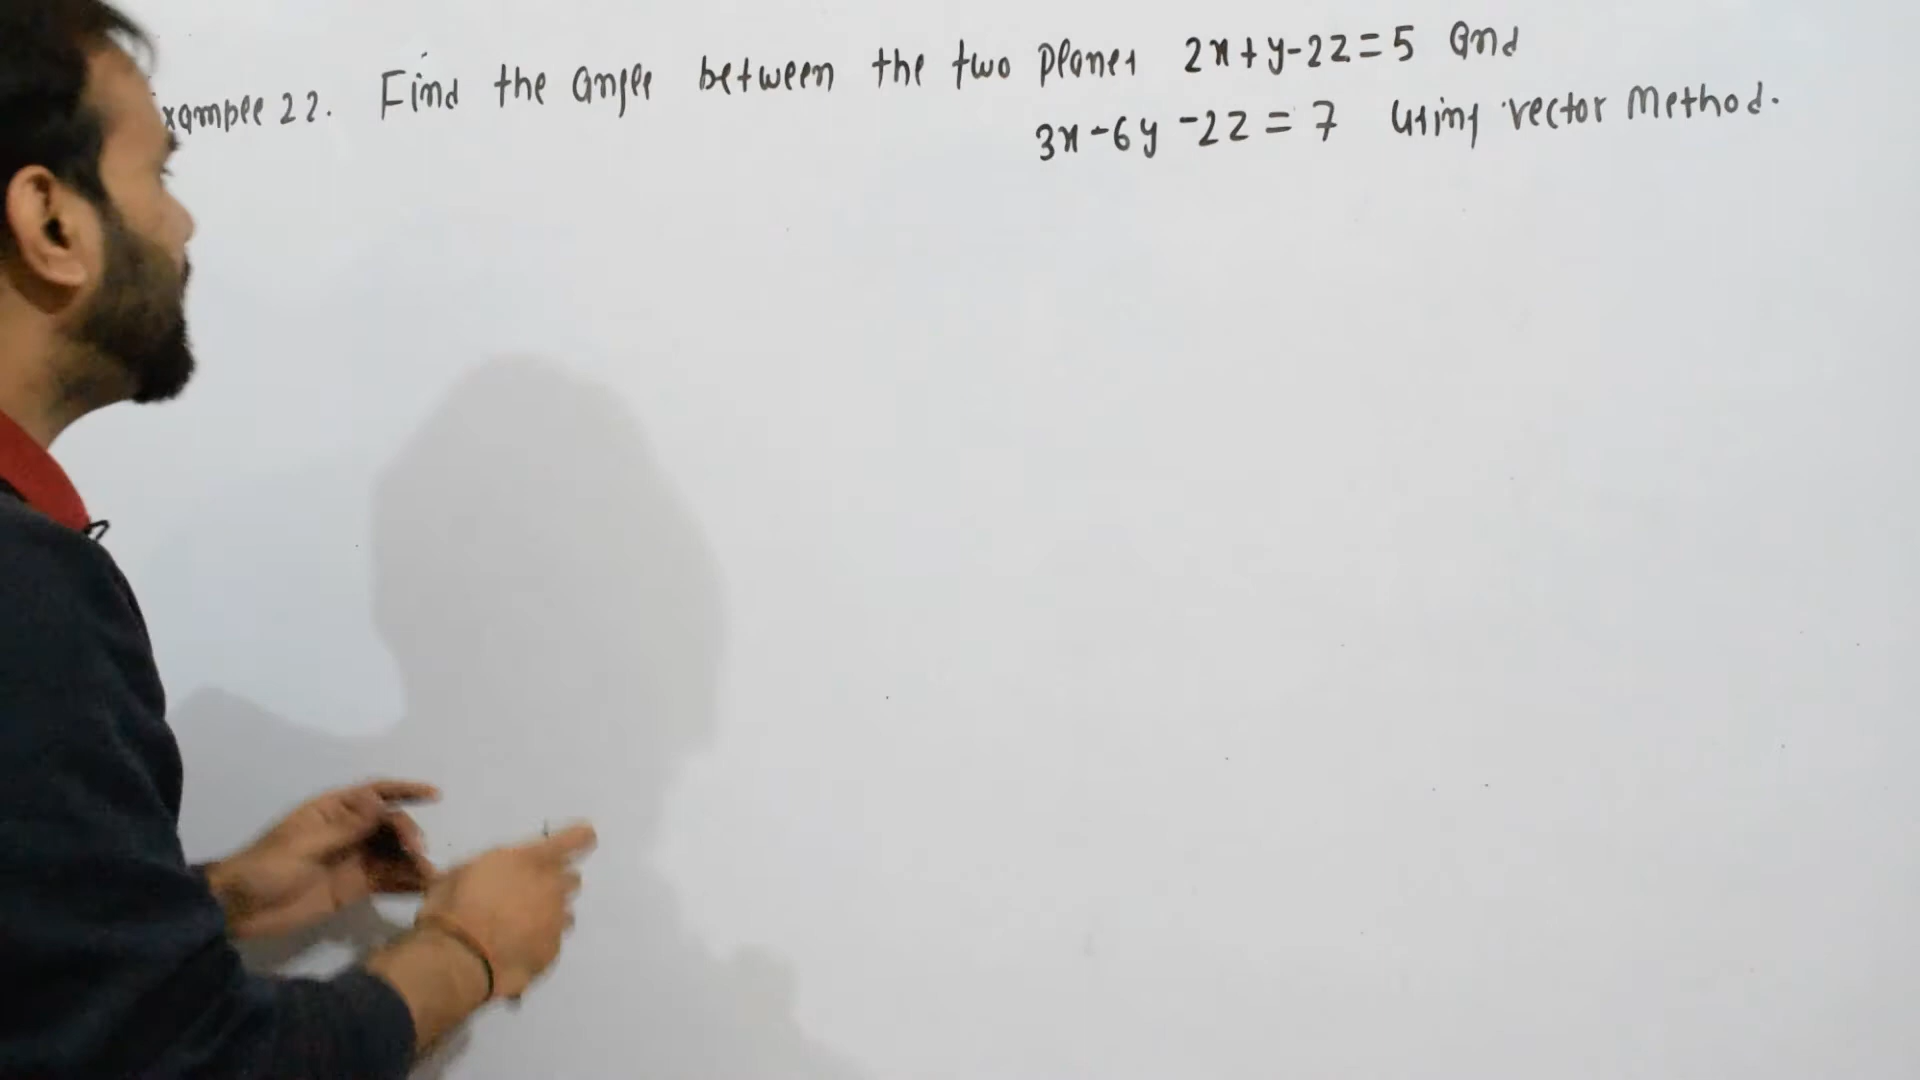 xample 22. Find the angle between the two planes 2x+y-2z=5 and
3x-6y-2z=7 using vector method.